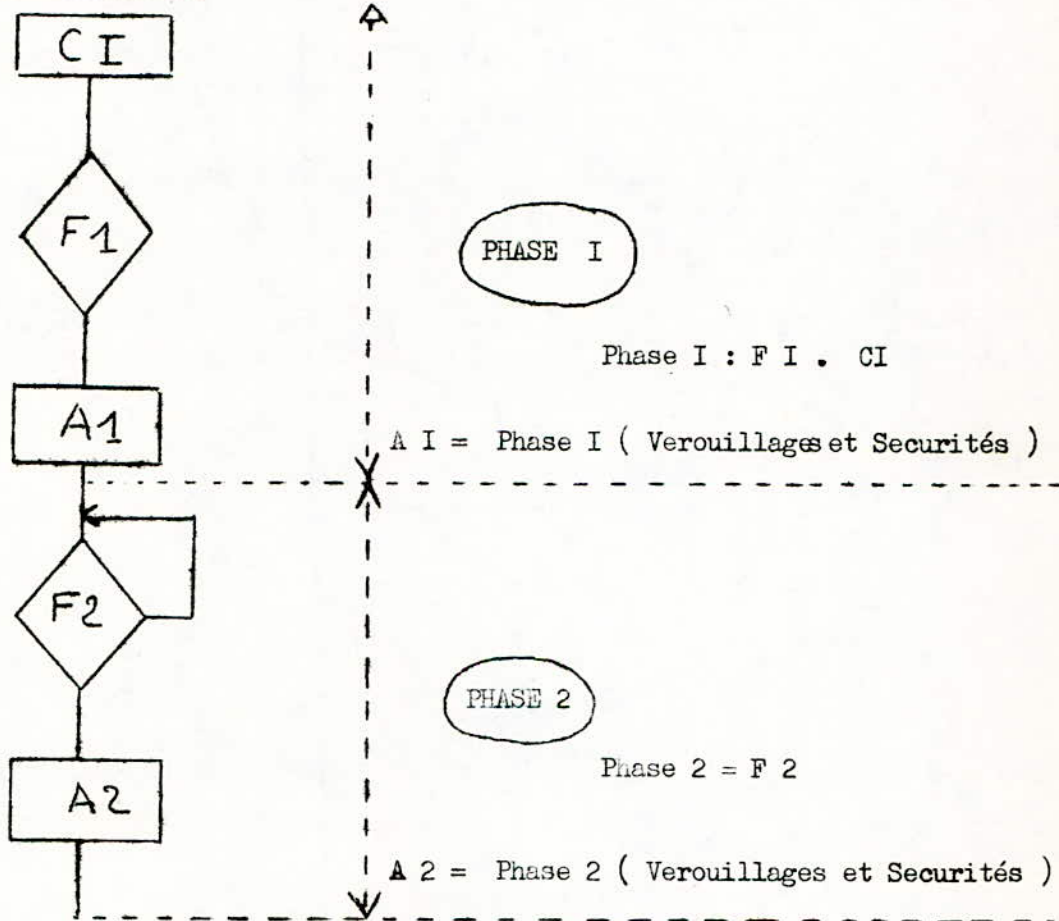 CI
F1
PHASE I
Phase I : F I . CI
A1
A I = Phase I ( Verouillages et Securités )
F2
PHASE 2
Phase 2 = F 2
A2
A 2 = Phase 2 ( Verouillages et Securités )